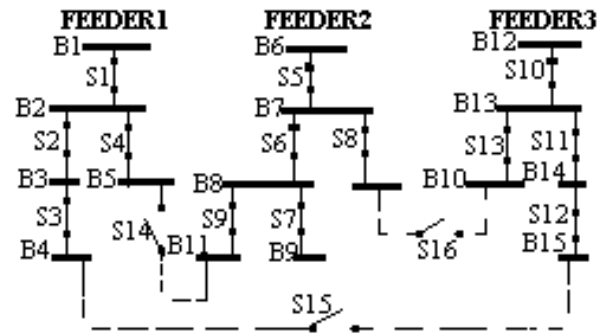 FEEDER1 FEEDER2 FEEDER3
B1 B6 B12
S1 S5 S10
B2 B7 B13
S2 S4 S6 S8 S13 S11
B3 B5 B8 B10 B14
S3 S14 S9 S7 S16 S12
B4 B11 B9 B15
S15